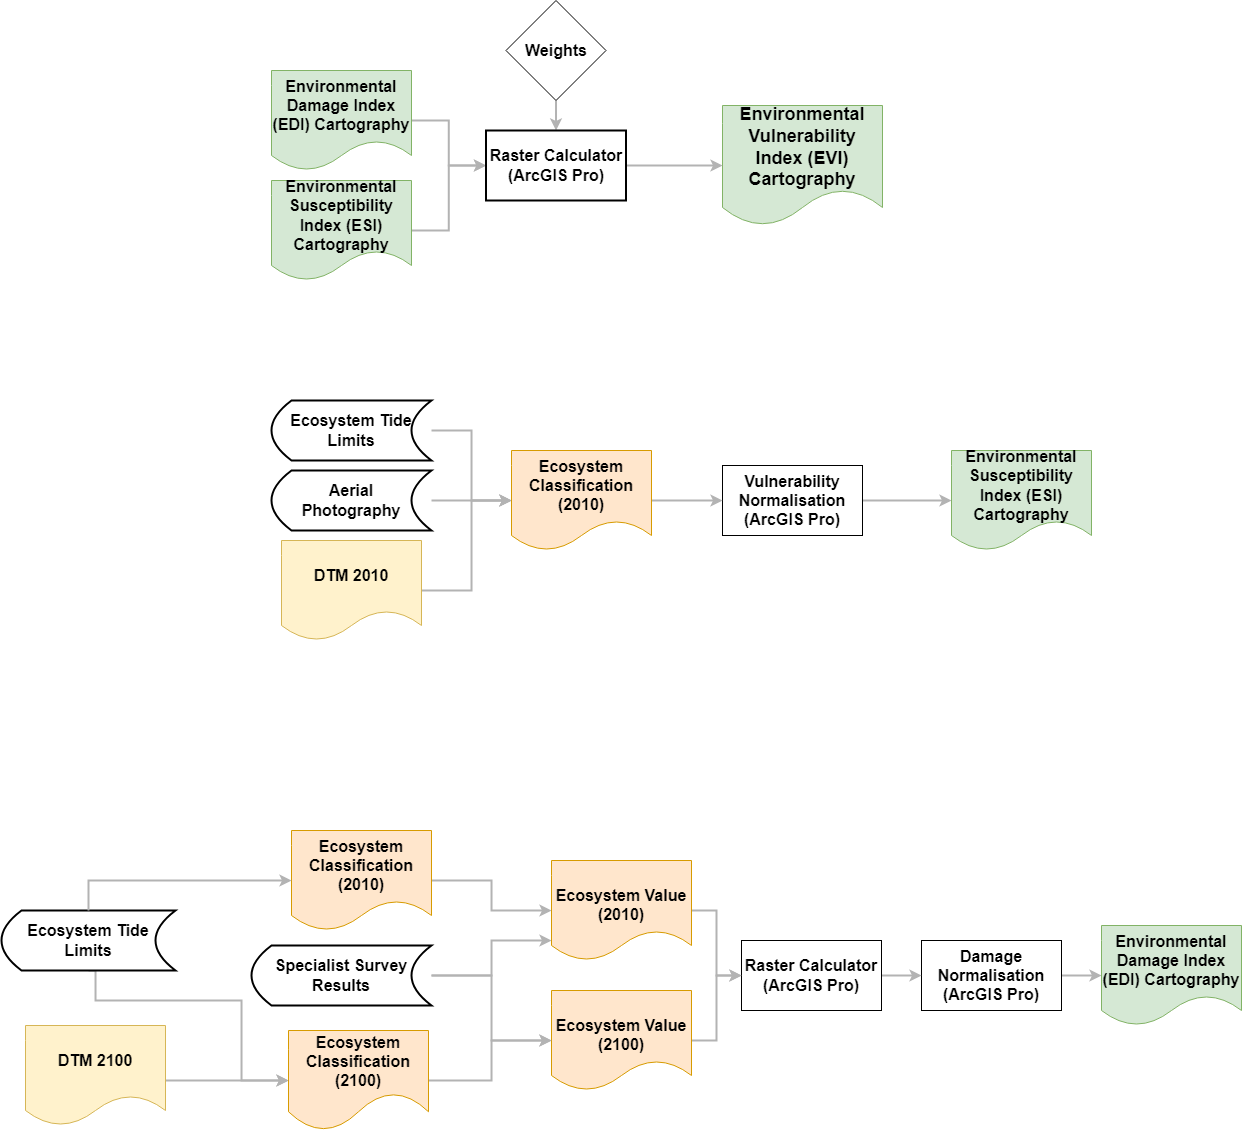 Weights
Environmental
Damage Index
(EDI) Cartography
Environmental
Susceptibility
Index (ESI)
Cartography
Raster Calculator
(ArcGIS Pro)
Environmental
Vulnerability
Index (EVI)
Cartography
Ecosystem Tide
Limits
Aerial
Photography
DTM 2010
Ecosystem
Classification
(2010)
Vulnerability
Normalisation
(ArcGIS Pro)
Environmental
Susceptibility
Index (ESI)
Cartography
Ecosystem Tide
Limits
DTM 2100
Ecosystem
Classification
(2010)
Specialist Survey
Results
Ecosystem
Classification
(2100)
Ecosystem Value
(2010)
Ecosystem Value
(2100)
Raster Calculator
(ArcGIS Pro)
Damage
Normalisation
(ArcGIS Pro)
Environmental
Damage Index
(EDI) Cartography